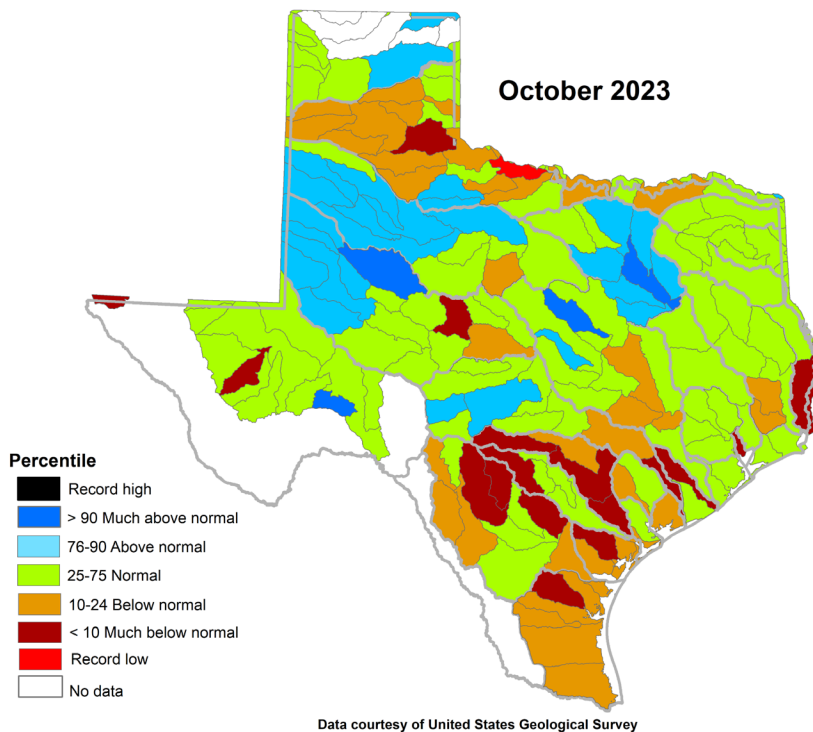 October 2023
Percentile
Record high
> 90 Much above normal
76-90 Above normal
25-75 Normal
10-24 Below normal
< 10 Much below normal
Record low
No data
Data courtesy of United States Geological Survey